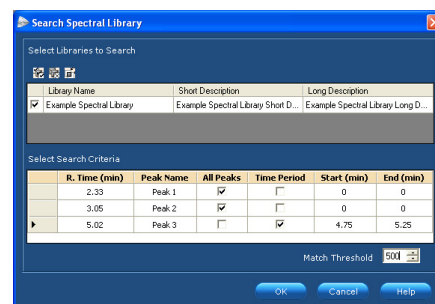 Search Spectral Library
Select Libraries to Search
Library Name Short Description Long Description
Example Spectral Library Example Spectral Library Short D... Example Spectral Library Long D...
Select Search Criteria
R. Time (min) Peak Name All Peaks Time Period Start (min) End (min)
2.33 Peak 1 0 0
3.05 Peak 2 0 0
5.02 Peak 3 4.75 5.25
Match Threshold 500
OK Cancel Help